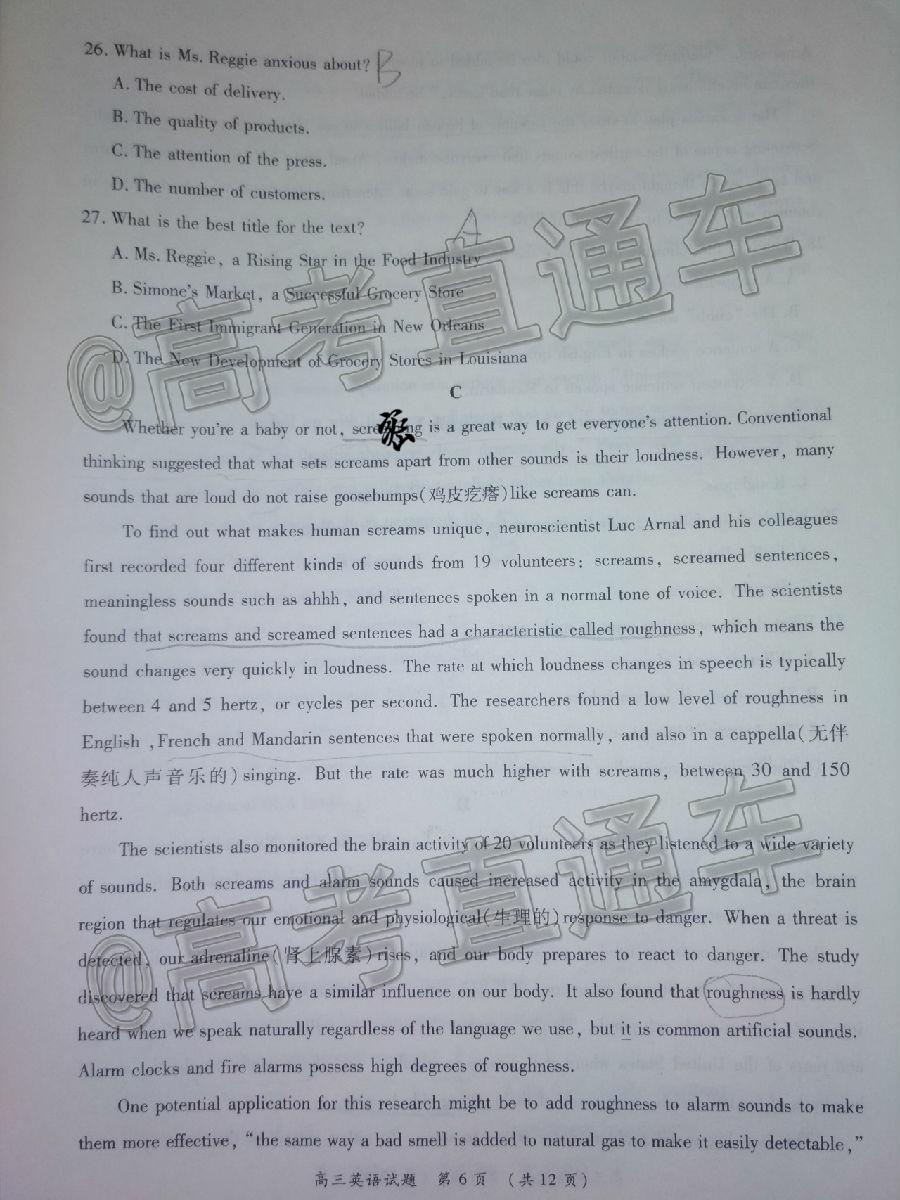 26. What is Ms. Reggie anxious about? B
A. The cost of delivery.
B. The quality of products.
C. The attention of the press.
D. The number of customers.
27. What is the best title for the text? A
A. Ms. Reggie, a Rising Star in the Food Industry
B. Simone's Market, a Successful Grocery Store
C. The First Immigrant Generation in New Orleans
D. The New Development of Grocery Stores in Louisiana
@高考直通车
C
Whether you're a baby or not, screaming is a great way to get everyone's attention. Conventional
thinking suggested that what sets screams apart from other sounds is their loudness. However, many
sounds that are loud do not raise goosebumps(鸡皮疙瘩)like screams can.
To find out what makes human screams unique, neuroscientist Luc Arnal and his colleagues
first recorded four different kinds of sounds from 19 volunteers: screams, screamed sentences,
meaningless sounds such as ahhh, and sentences spoken in a normal tone of voice. The scientists
found that screams and screamed sentences had a characteristic called roughness, which means the
sound changes very quickly in loudness. The rate at which loudness changes in speech is typically
between 4 and 5 hertz, or cycles per second. The researchers found a low level of roughness in
English ,French and Mandarin sentences that were spoken normally, and also in a cappella(无伴
奏纯人声音乐的)singing. But the rate was much higher with screams, between 30 and 150
hertz.
The scientists also monitored the brain activity of 20 volunteers as they listened to a wide variety
of sounds. Both screams and alarm sounds caused increased activity in the amygdala, the brain
region that regulates our emotional and physiological(生理的)response to danger. When a threat is
detected, our adrenaline(肾上腺素)rises, and our body prepares to react to danger. The study
discovered that screams have a similar influence on our body. It also found that roughness is hardly
heard when we speak naturally regardless of the language we use, but it is common artificial sounds.
Alarm clocks and fire alarms possess high degrees of roughness.
@高考直通车
One potential application for this research might be to add roughness to alarm sounds to make
them more effective, "the same way a bad smell is added to natural gas to make it easily detectable,"
高三英语试题 第 6 页 (共 12 页)